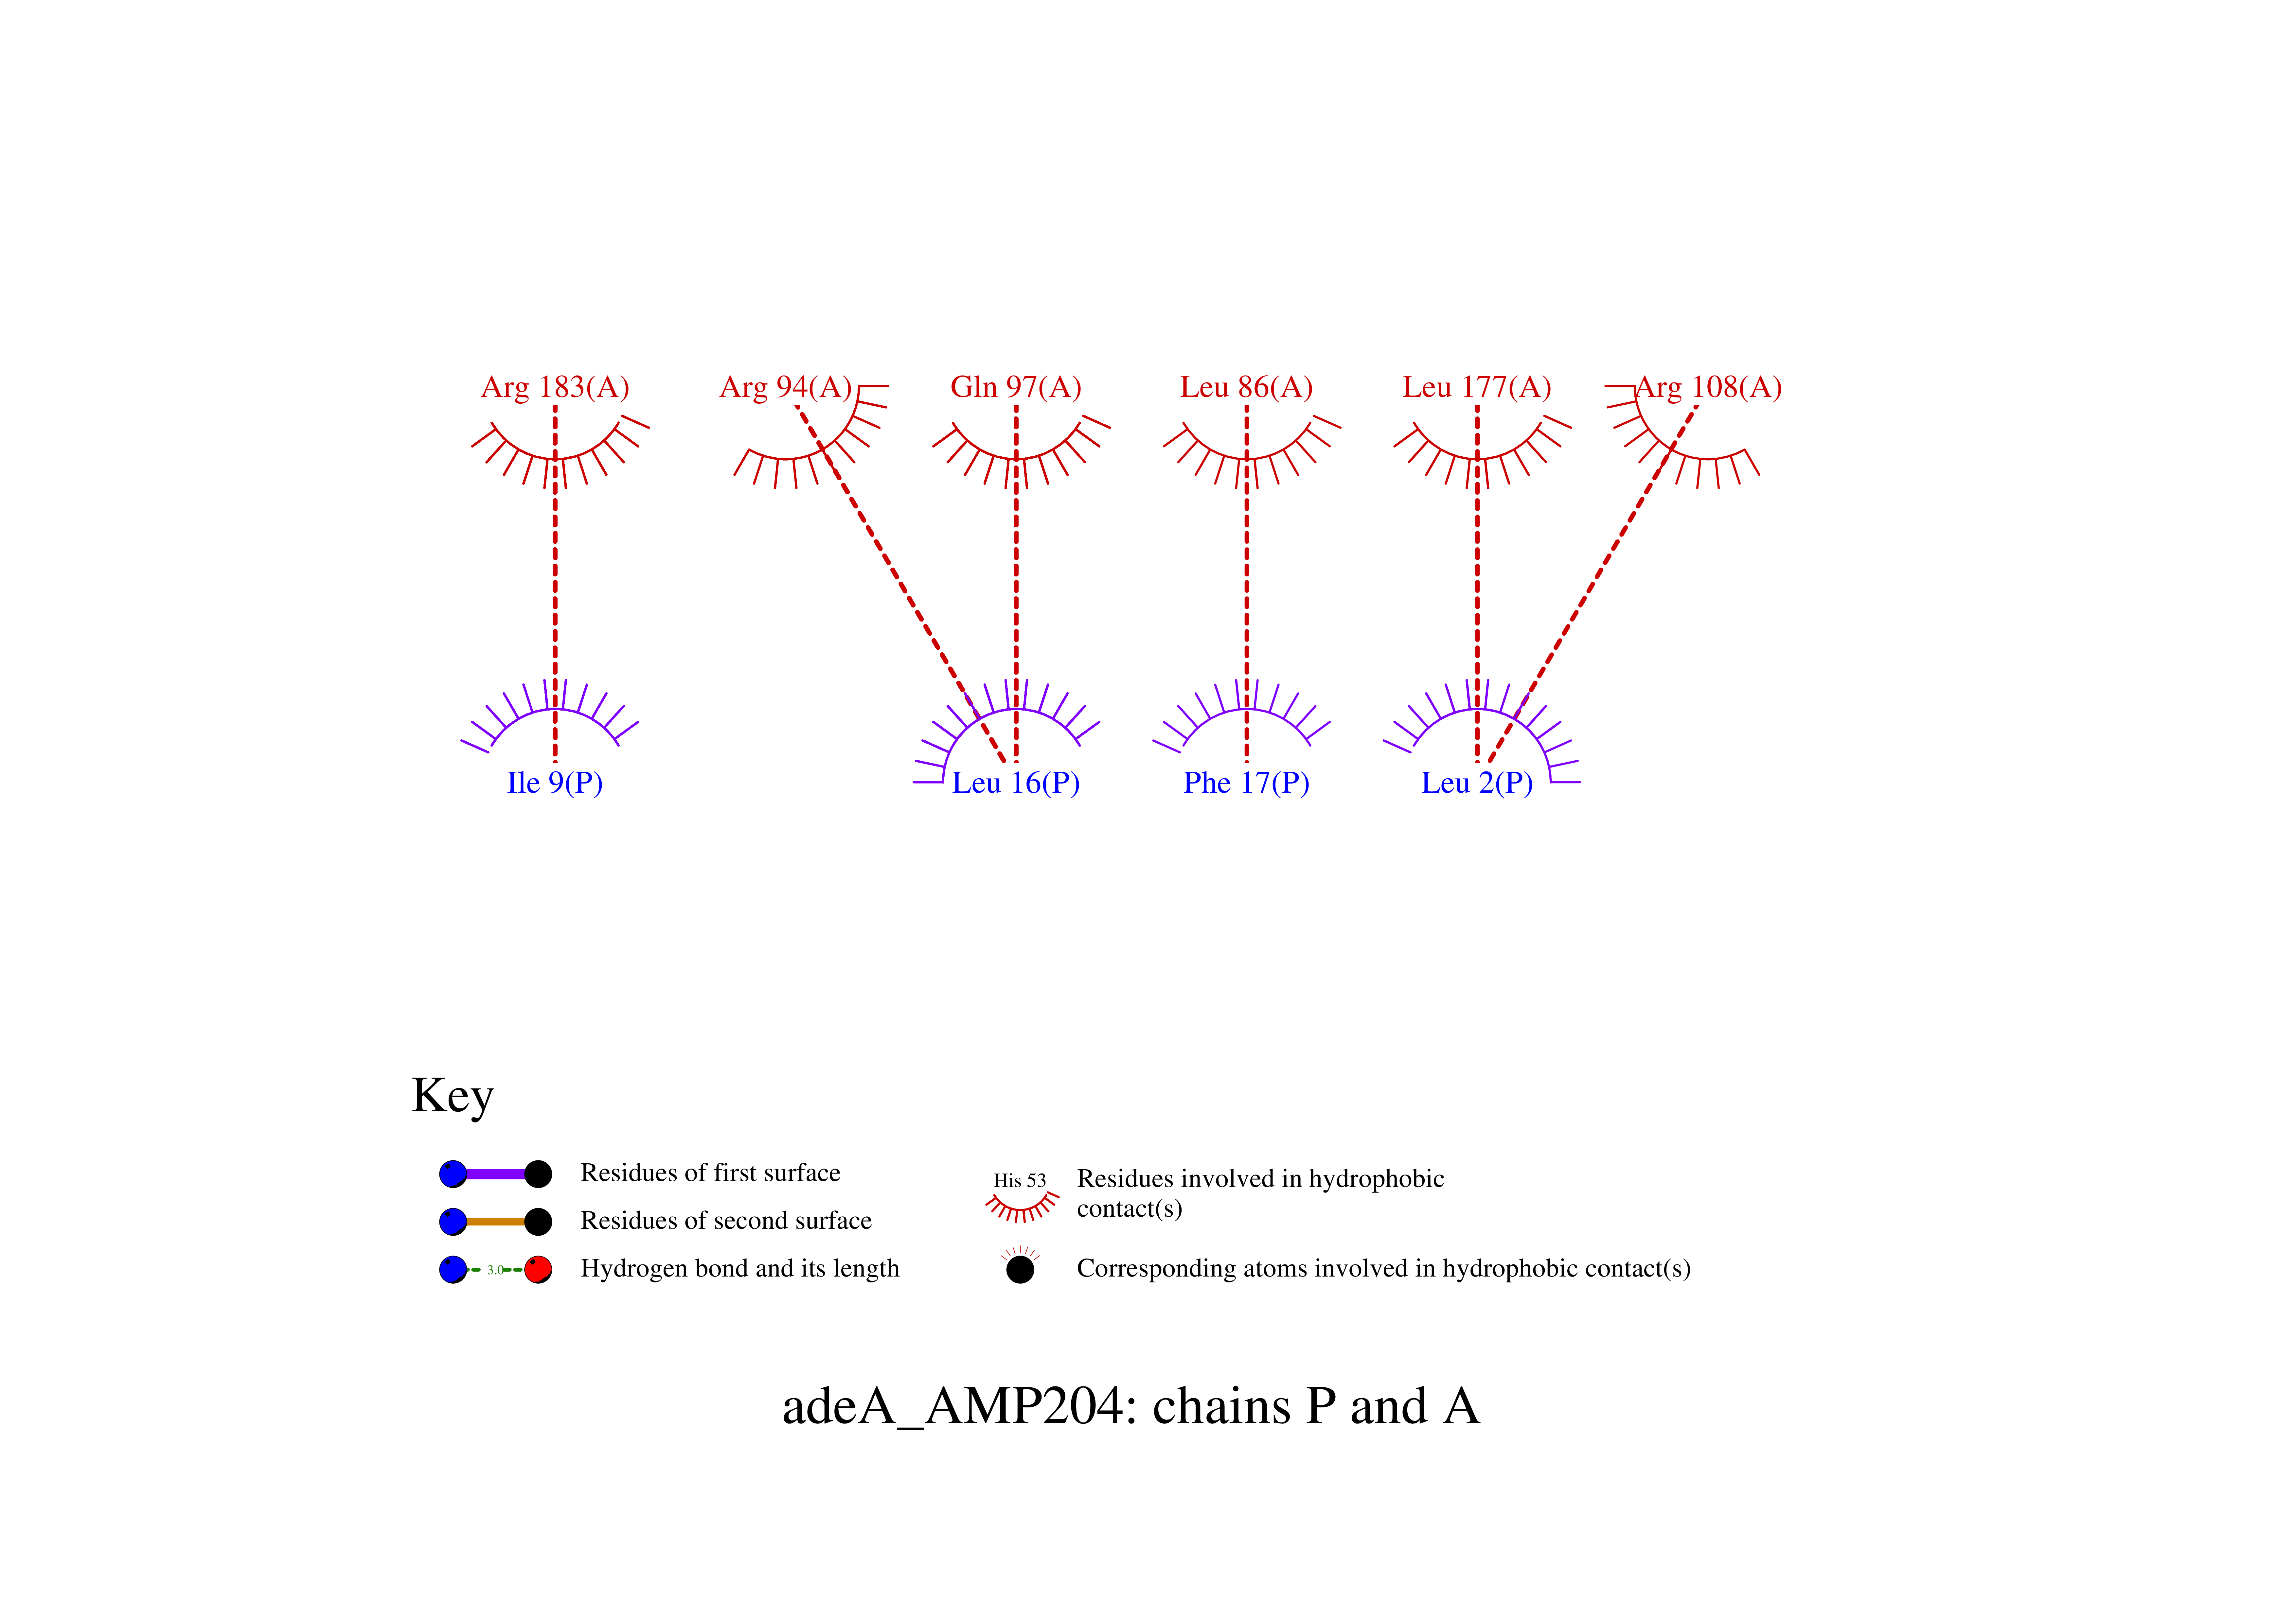 Arg 183(A) Arg 94(A) Gln 97(A) Leu 86(A) Leu 177(A) Arg 108(A)
Ile 9(P) Leu 16(P) Phe 17(P) Leu 2(P)
Key
Residues of first surface
Residues of second surface
3.0 Hydrogen bond and its length
His 53 Residues involved in hydrophobic
contact(s)
Corresponding atoms involved in hydrophobic contact(s)
adeA_AMP204: chains P and A